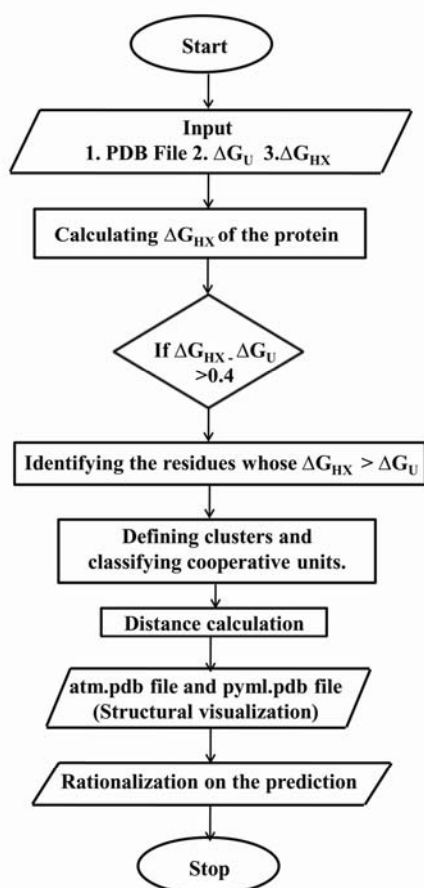 Start
Input
1. PDB File 2. ΔG_U 3.ΔG_HX
Calculating ΔG_HX of the protein
If ΔG_HX - ΔG_U
>0.4
Identifying the residues whose ΔG_HX > ΔG_U
Defining clusters and
classifying cooperative units.
Distance calculation
atm.pdb file and pyml.pdb file
(Structural visualization)
Rationalization on the prediction
Stop